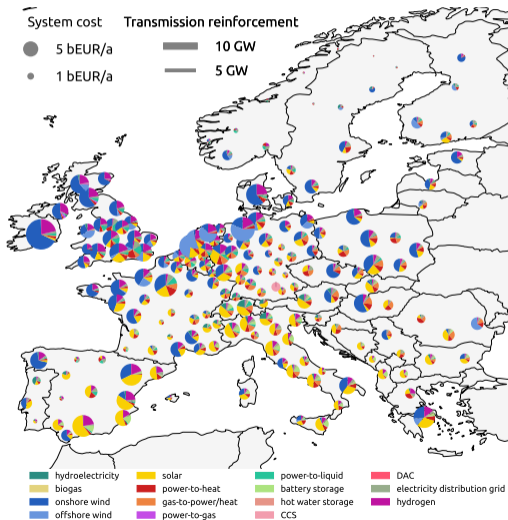 System cost
5 bEUR/a
1 bEUR/a
Transmission reinforcement
10 GW
5 GW
hydroelectricity
biogas
onshore wind
offshore wind
solar
power-to-heat
gas-to-power/heat
power-to-gas
power-to-liquid
battery storage
hot water storage
CCS
DAC
electricity distribution grid
hydrogen